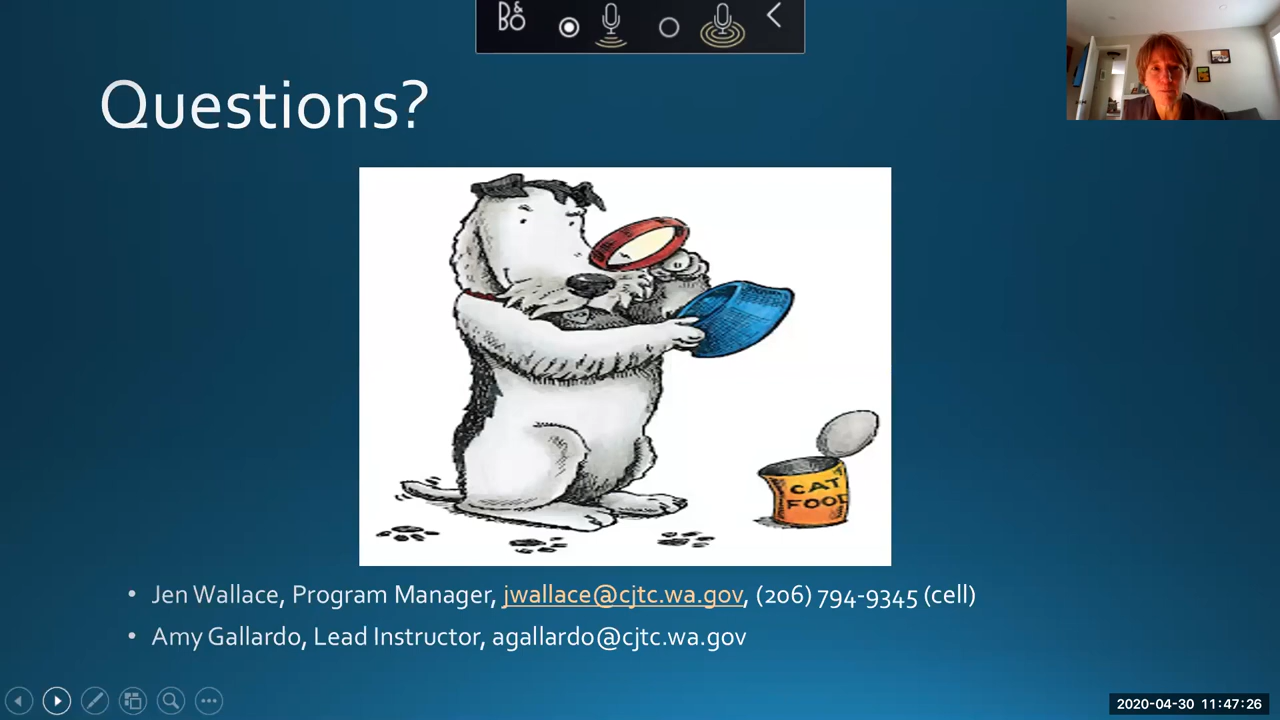 B&BO
Questions?
CAT
FOOD
• Jen Wallace, Program Manager, jwallace@cjtc.wa.gov, (206) 794-9345 (cell)
• Amy Gallardo, Lead Instructor, agallardo@cjtc.wa.gov
2020-04-30 11:47:26